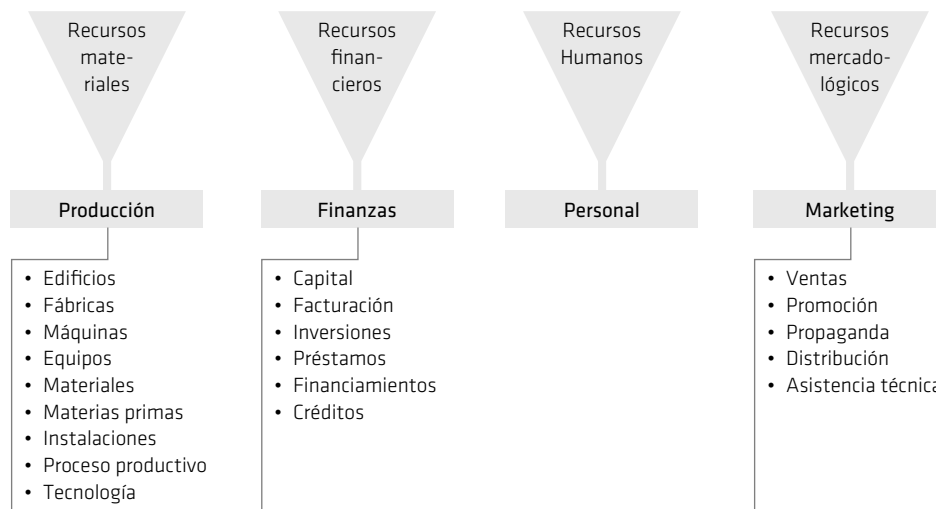 Recursos
mate-
riales
Recursos
finan-
cieros
Recursos
Humanos
Recursos
mercado-
lógicos
Producción
Finanzas
Personal
Marketing
• Edificios
• Fábricas
• Máquinas
• Equipos
• Materiales
• Materias primas
• Instalaciones
• Proceso productivo
• Tecnología
• Capital
• Facturación
• Inversiones
• Préstamos
• Financiamientos
• Créditos
• Ventas
• Promoción
• Propaganda
• Distribución
• Asistencia técnica